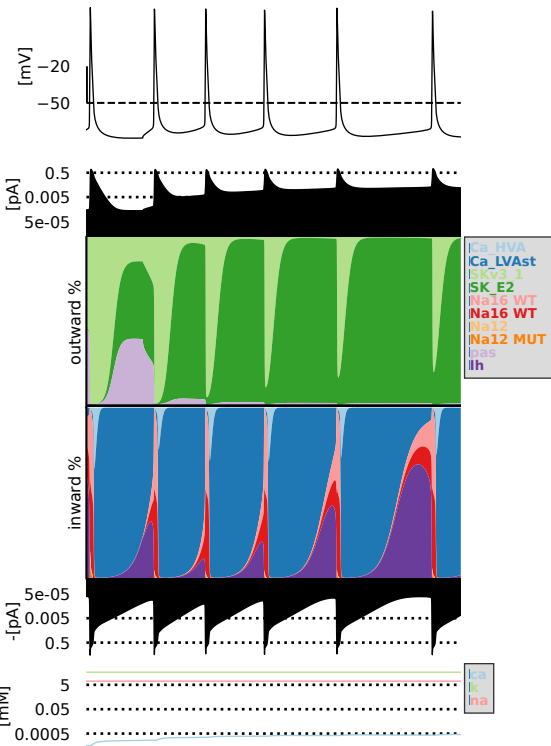 [mV]
−20
−50
[pA]
0.5
0.005
5e-05
outward %
Ca_HVA
Ca_LVAst
SKv3_1
SK_E2
Na16 WT
Na16 WT
Na12
Na12 MUT
pas
Ih
inward %
-[pA]
5e-05
0.005
0.5
[mM]
5
0.05
0.0005
ca
k
na